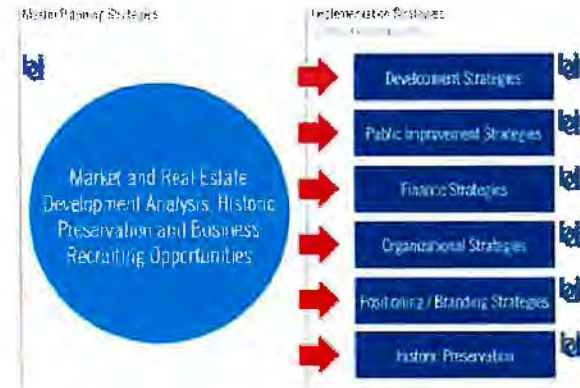 Master Planning Strategies
Implementation Strategies
Market and Real Estate
Development Analysis, Historic
Preservation and Business
Recruiting Opportunities
Development Strategies
Public Improvement Strategies
Finance Strategies
Organizational Strategies
Positioning / Branding Strategies
Historic Preservation